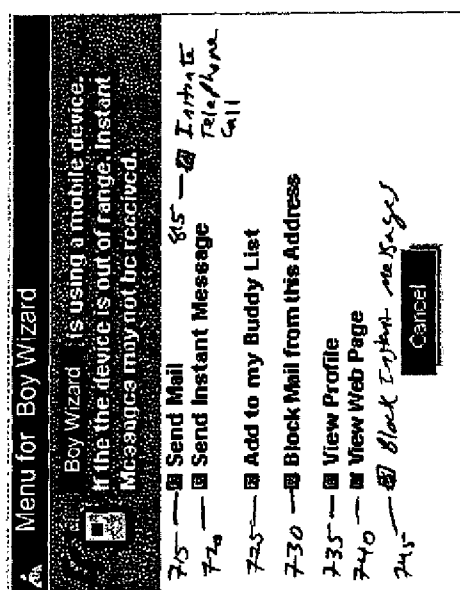 Menu for Boy Wizard
Boy Wizard is using a mobile device.
If the the device is out of range, Instant
Messages may not be received.
715 Send Mail 815 Initiate
Telephone
Call
720 Send Instant Message
725 Add to my Buddy List
730 Block Mail from this Address
735 View Profile
740 View Web Page
745 Block Instant Messages
Cancel